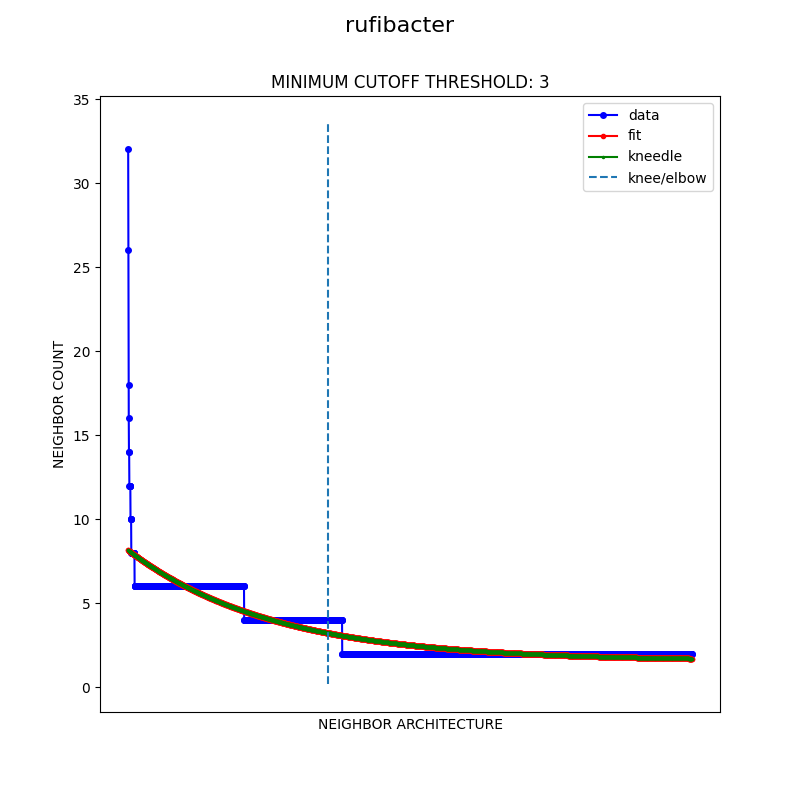 rufibacter
MINIMUM CUTOFF THRESHOLD: 3
data
fit
kneedle
knee/elbow
35
30
25
20
15
10
5
0
NEIGHBOR COUNT
NEIGHBOR ARCHITECTURE